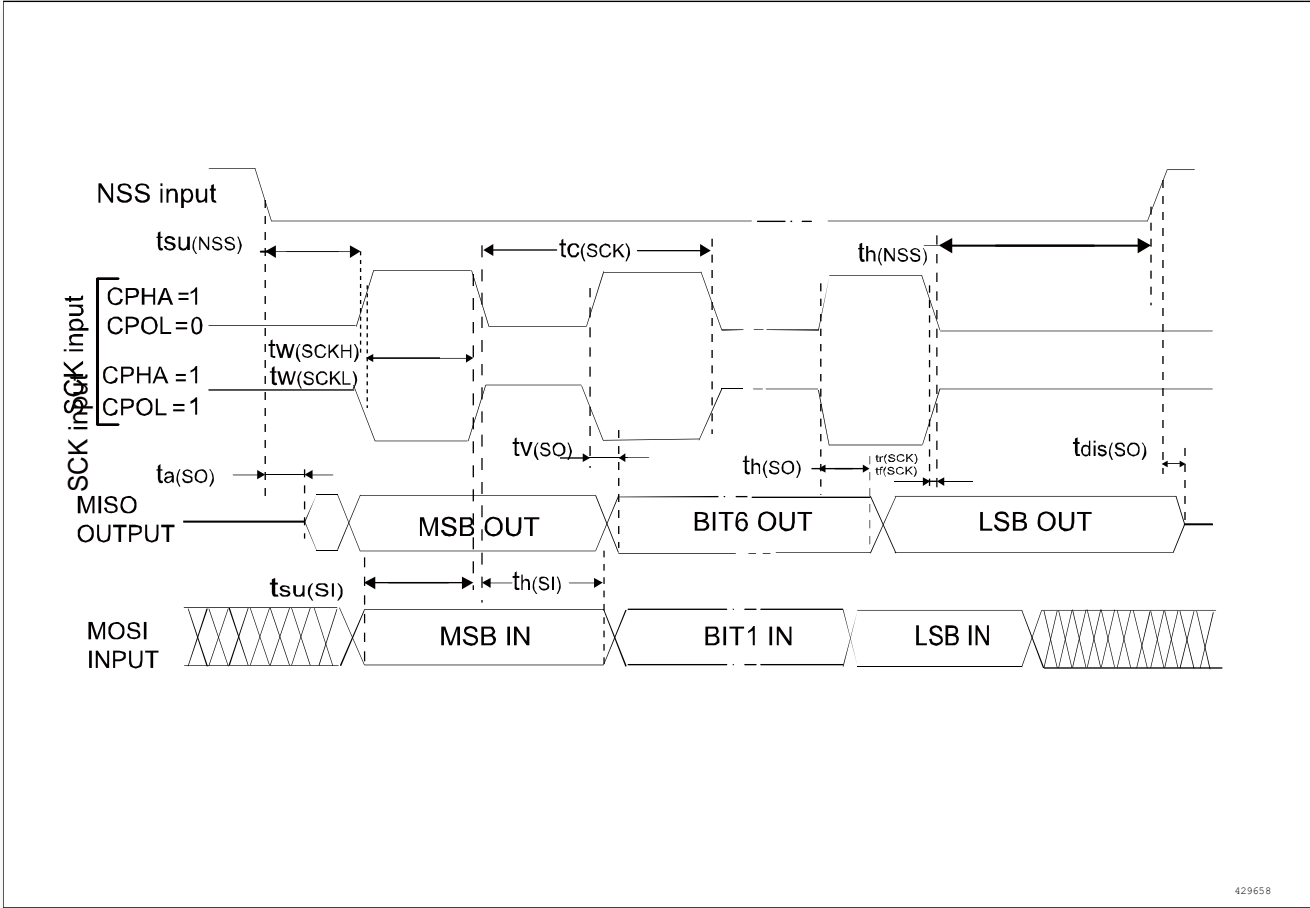 NSS input
tsu(NSS)
tc(SCK)
th(NSS)
SCK input
SCK input
CPHA =1
CPOL =0
tw(SCKH)
CPHA =1
tw(SCKL)
CPOL =1
tv(SO)
th(SO)
tr(SCK)
tf(SCK)
tdis(SO)
ta(SO)
MISO
OUTPUT
MSB OUT
BIT6 OUT
LSB OUT
tsu(SI)
th(SI)
MOSI
INPUT
MSB IN
BIT1 IN
LSB IN
429658